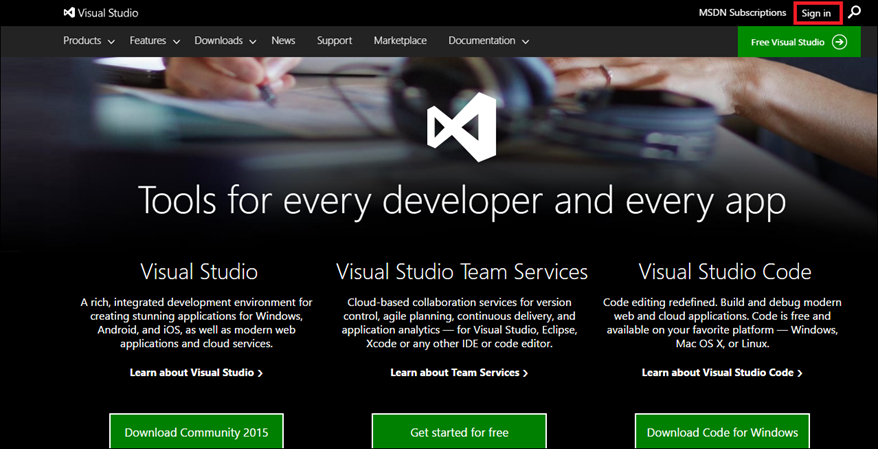 Visual Studio
MSDN Subscriptions
Sign in
Products
Features
Downloads
News
Support
Marketplace
Documentation
Free Visual Studio
Tools for every developer and every app
Visual Studio
A rich, integrated development environment for
creating stunning applications for Windows,
Android, and iOS, as well as modern web
applications and cloud services.
Learn about Visual Studio
Download Community 2015
Visual Studio Team Services
Cloud-based collaboration services for version
control, agile planning, continuous delivery, and
application analytics — for Visual Studio, Eclipse,
Xcode or any other IDE or code editor.
Learn about Team Services
Get started for free
Visual Studio Code
Code editing redefined. Build and debug modern
web and cloud applications. Code is free and
available on your favorite platform — Windows,
Mac OS X, or Linux.
Learn about Visual Studio Code
Download Code for Windows